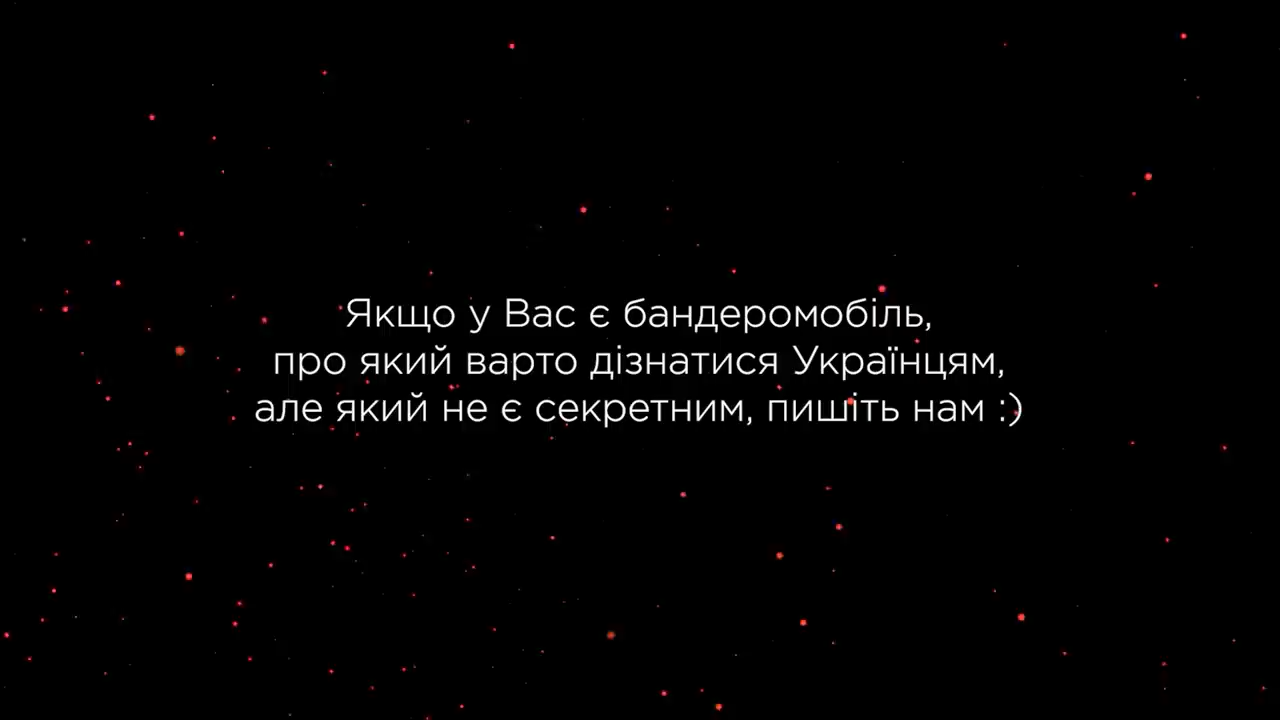 Якщо у Вас є бандеромобіль,
про який варто дізнатися Українцям,
але який не є секретним, пишіть нам :)